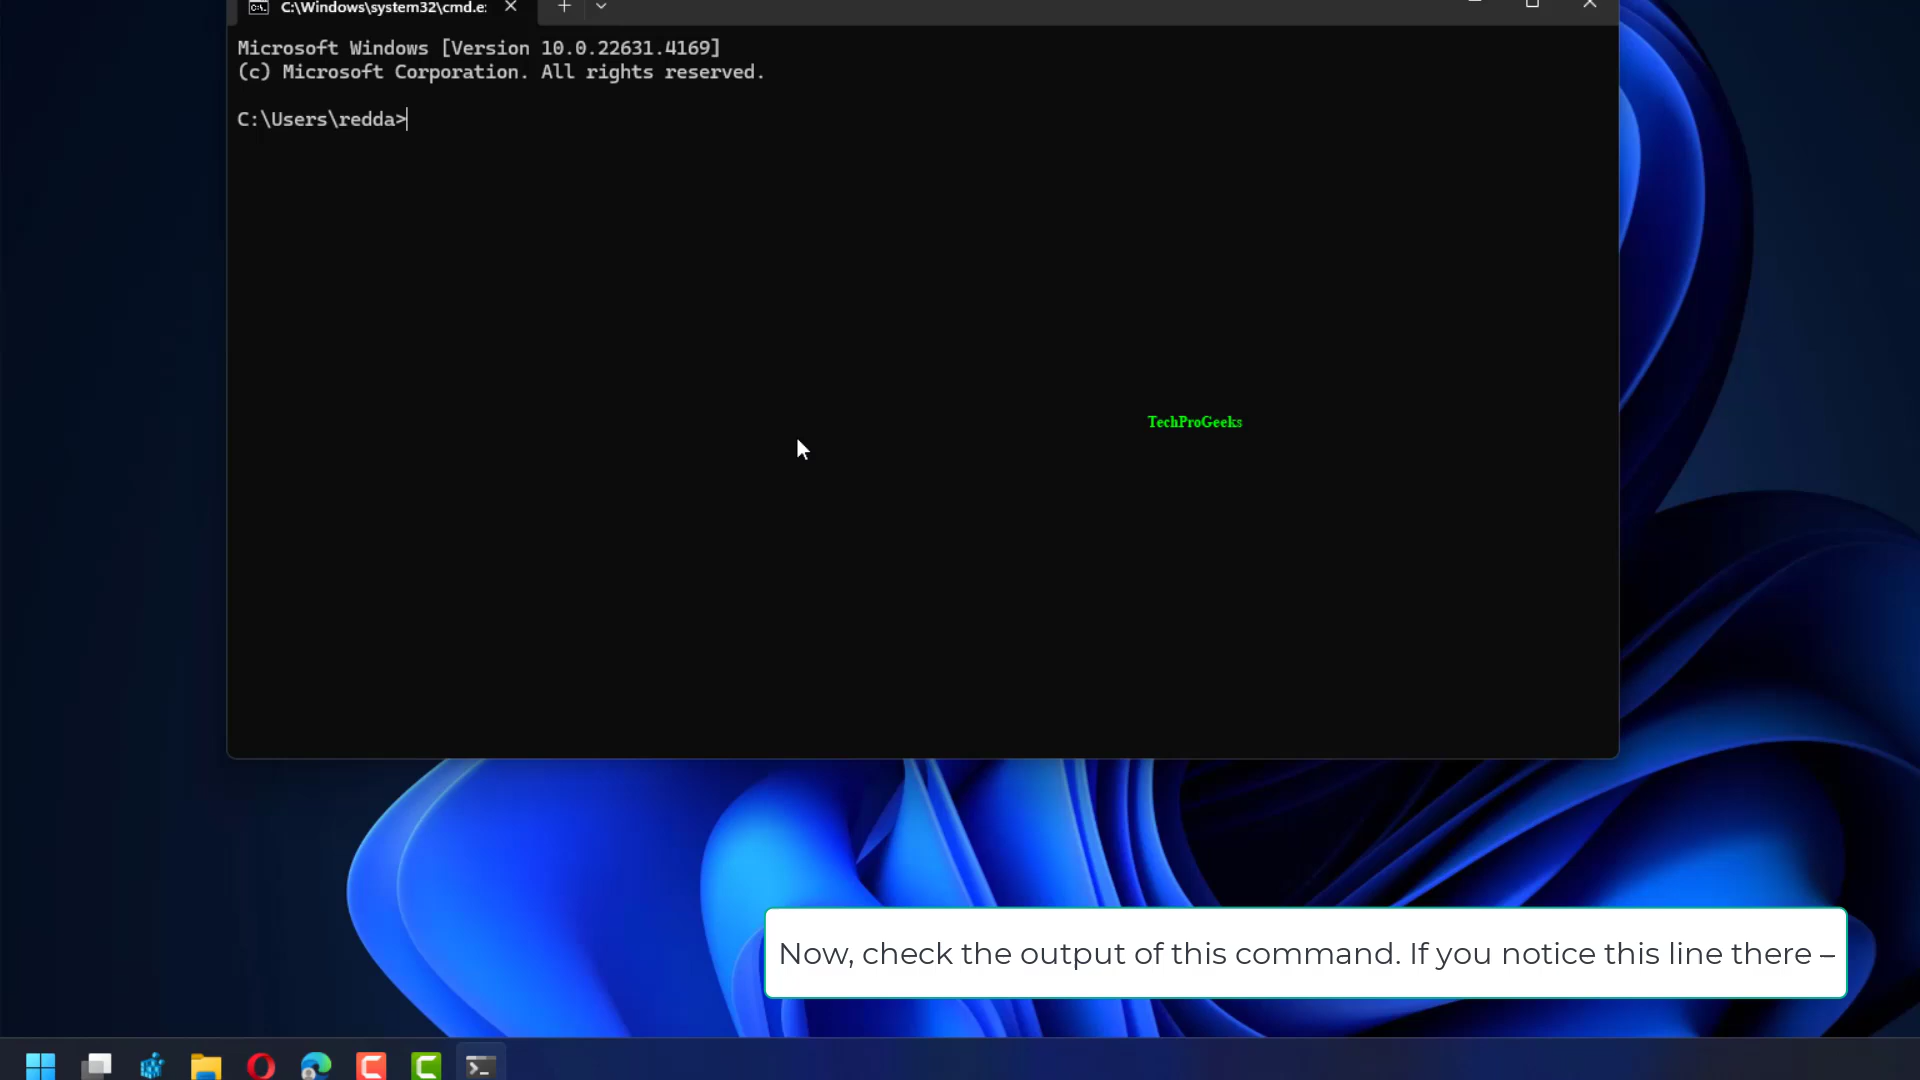 C:\Windows\system32\cmd.e:
Microsoft Windows [Version 10.0.22631.4169]
(c) Microsoft Corporation. All rights reserved.
C:\Users\redda>
TechProGeeks
Now, check the output of this command. If you notice this line there –